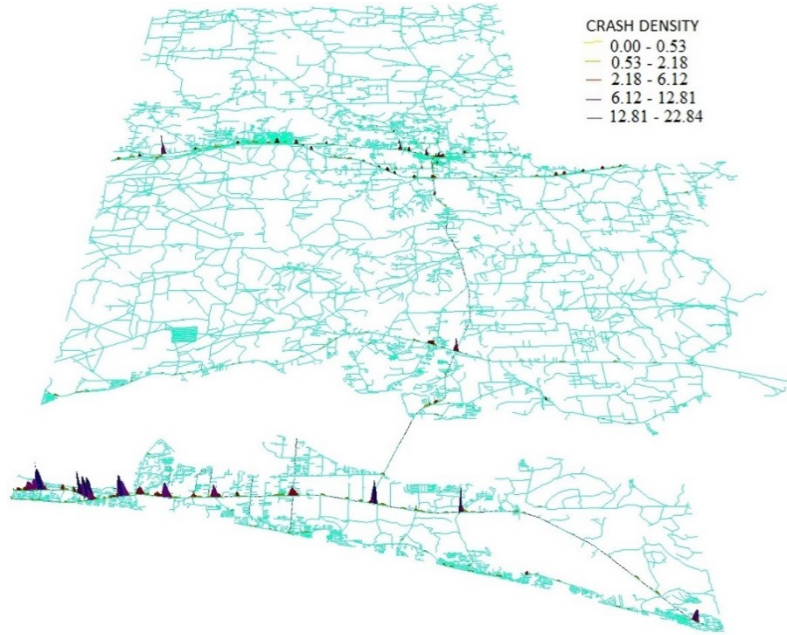 CRASH DENSITY
0.00 - 0.53
0.53 - 2.18
2.18 - 6.12
6.12 - 12.81
12.81 - 22.84